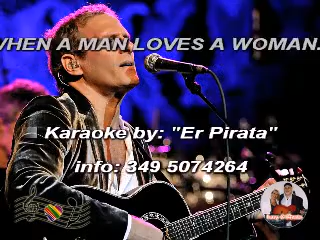 WHEN A MAN LOVES A WOMAN.
Karaoke by: "Er Pirata"
info: 349 5074264